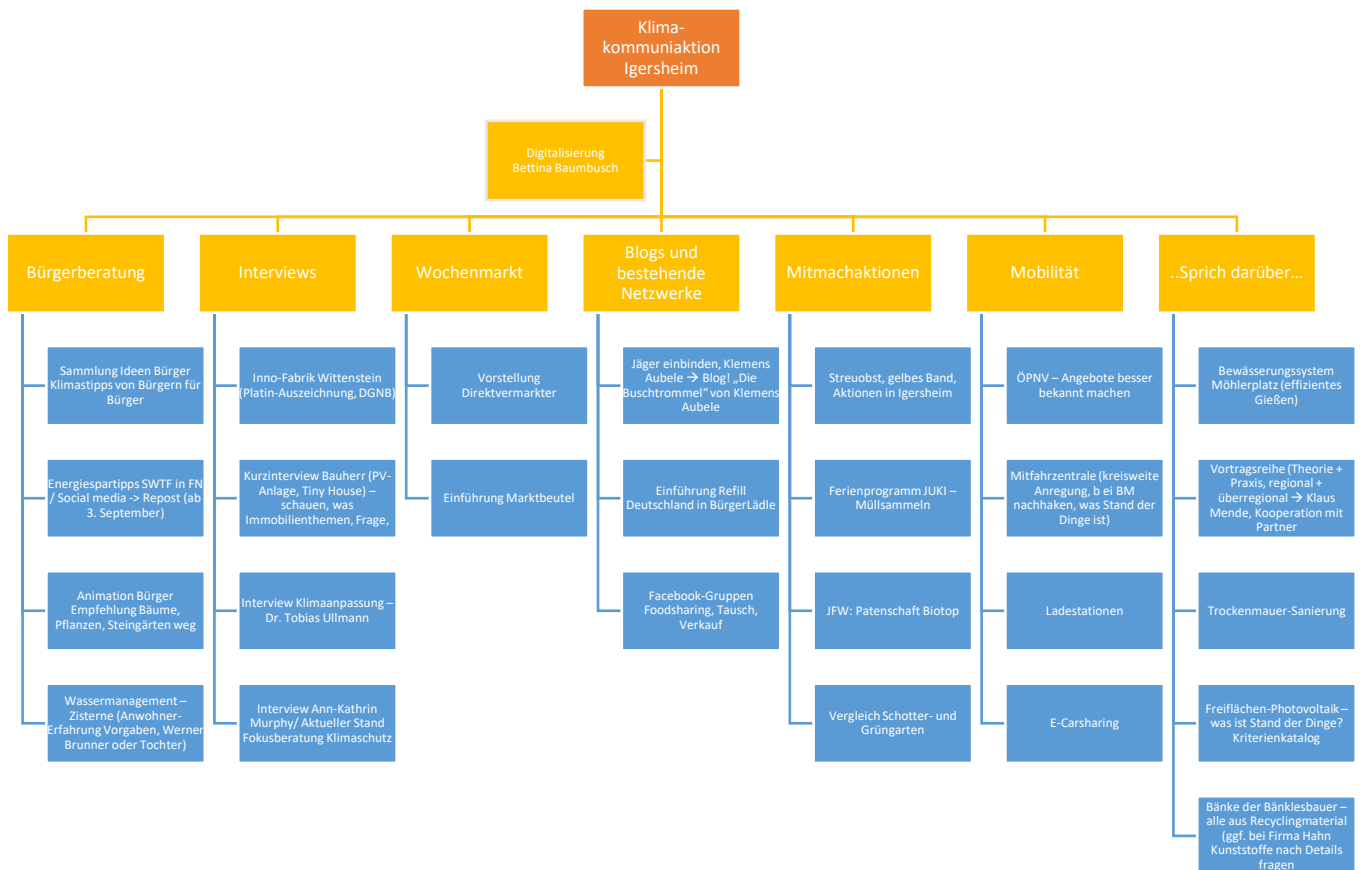 Klima-
kommuniaktion
Igersheim
Digitalisierung
Bettina Baumbusch
Bürgerberatung
Sammlung Ideen Bürger
Klimastipps von Bürgern für
Bürger
Energiespartipps SWTF in FN
/ Social media -> Repost (ab
3. September)
Animation Bürger
Empfehlung Bäume,
Pflanzen, Steingärten weg
Wassermanagement –
Zisterne (Anwohner-
Erfahrung Vorgaben, Werner
Brunner oder Tochter)
Interviews
Inno-Fabrik Wittenstein
(Platin-Auszeichnung, DGNB)
Kurzinterview Bauherr (PV-
Anlage, Tiny House) –
schauen, was
Immobilienthemen, Frage,
Interview Klimaanpassung –
Dr. Tobias Ullmann
Interview Ann-Kathrin
Murphy/ Aktueller Stand
Fokusberatung Klimaschutz
Wochenmarkt
Vorstellung
Direktvermarkter
Einführung Marktbeutel
Blogs und
bestehende
Netzwerke
Jäger einbinden, Klemens
Aubele → Blog! „Die
Buschtrommel“ von Klemens
Aubele
Einführung Refill
Deutschland in BürgerLädle
Facebook-Gruppen
Foodsharing, Tausch,
Verkauf
Mitmachaktionen
Streuobst, gelbes Band,
Aktionen in Igersheim
Ferienprogramm JUKI –
Müllsammeln
JFW: Patenschaft Biotop
Vergleich Schotter- und
Grüngarten
Mobilität
ÖPNV – Angebote besser
bekannt machen
Mitfahrzentrale (kreisweite
Anregung, b ei BM
nachhaken, was Stand der
Dinge ist)
Ladestationen
E-Carsharing
..Sprich darüber…
Bewässerungssystem
Möhlerplatz (effizientes
Gießen)
Vortragsreihe (Theorie +
Praxis, regional +
überregional → Klaus
Mende, Kooperation mit
Partner
Trockenmauer-Sanierung
Freiflächen-Photovoltaik –
was ist Stand der Dinge?
Kriterienkatalog
Bänke der Bänklesbauer –
alle aus Recyclingmaterial
(ggf. bei Firma Hahn
Kunststoffe nach Details
fragen